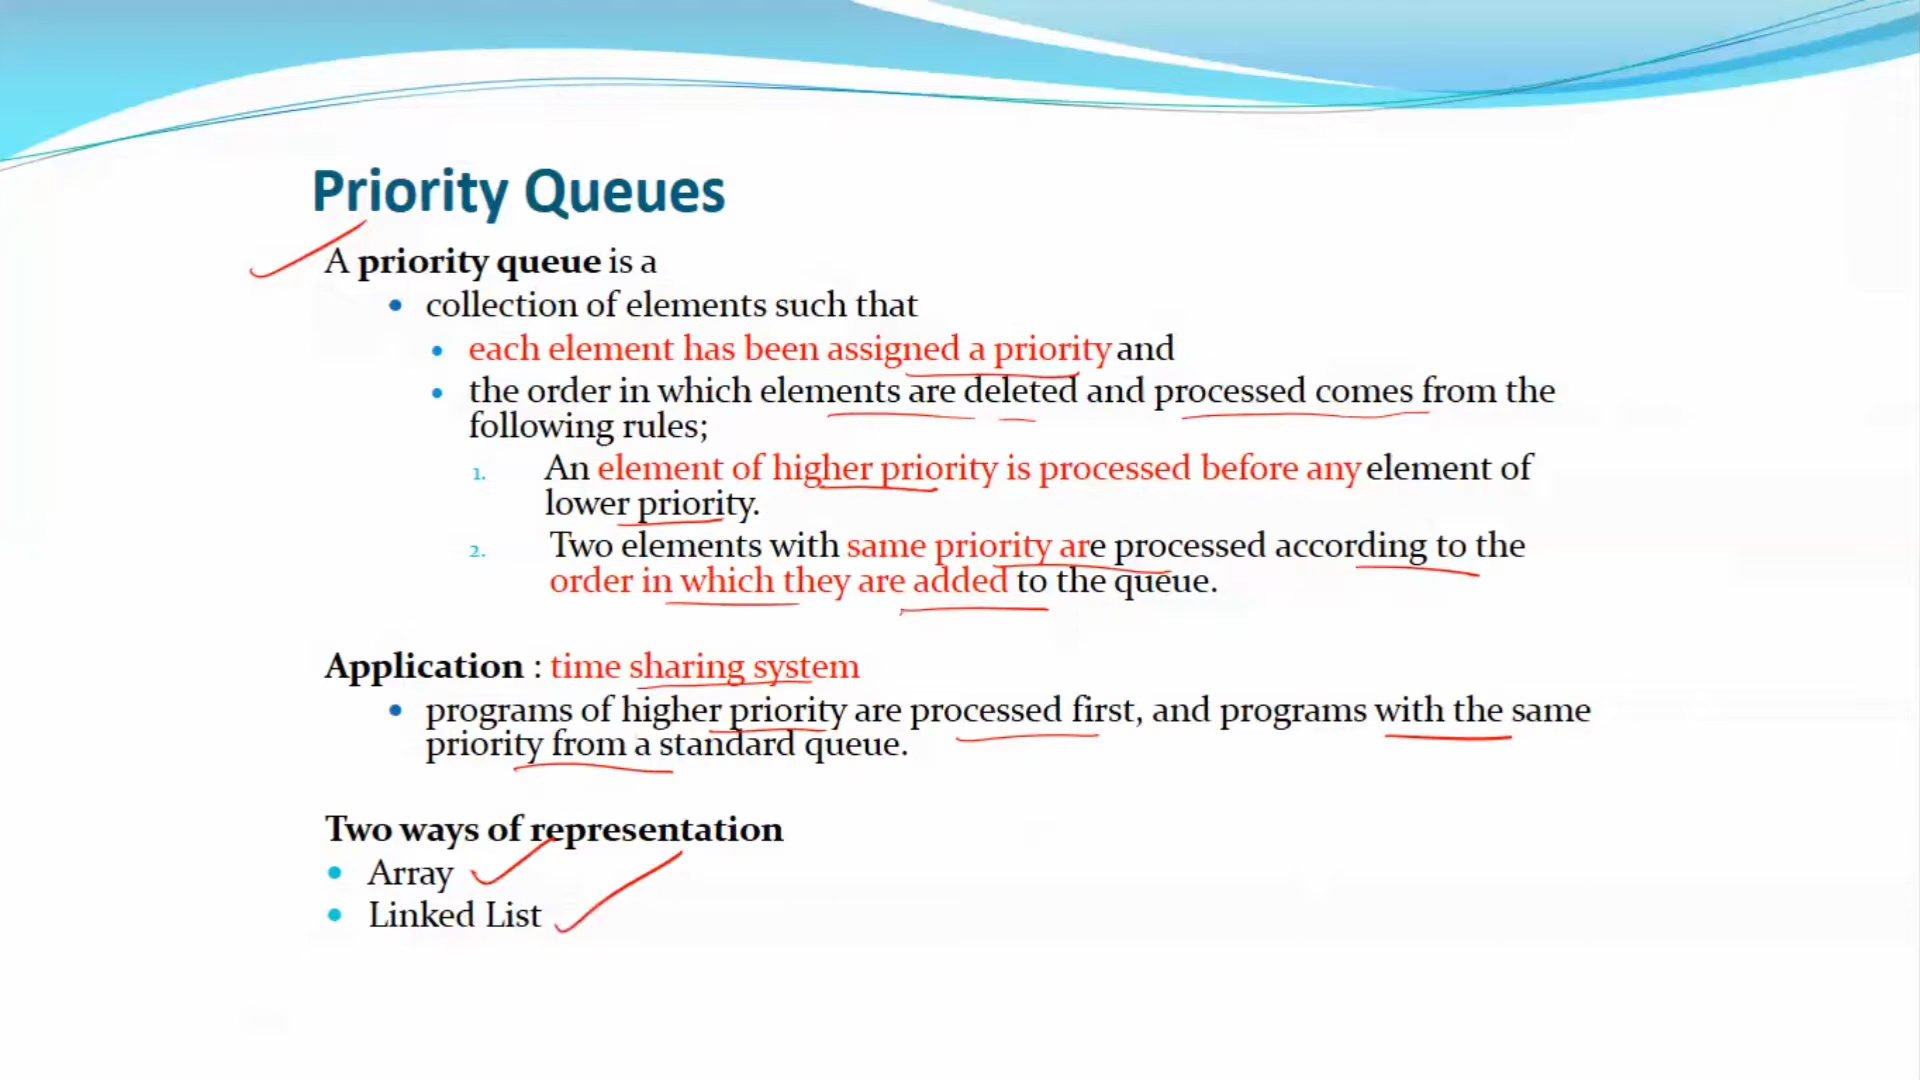 Priority Queues
A priority queue is a
• collection of elements such that
• each element has been assigned a priority and
• the order in which elements are deleted and processed comes from the
following rules;
1. An element of higher priority is processed before any element of
lower priority.
2. Two elements with same priority are processed according to the
order in which they are added to the queue.
Application : time sharing system
• programs of higher priority are processed first, and programs with the same
priority from a standard queue.
Two ways of representation
• Array
• Linked List